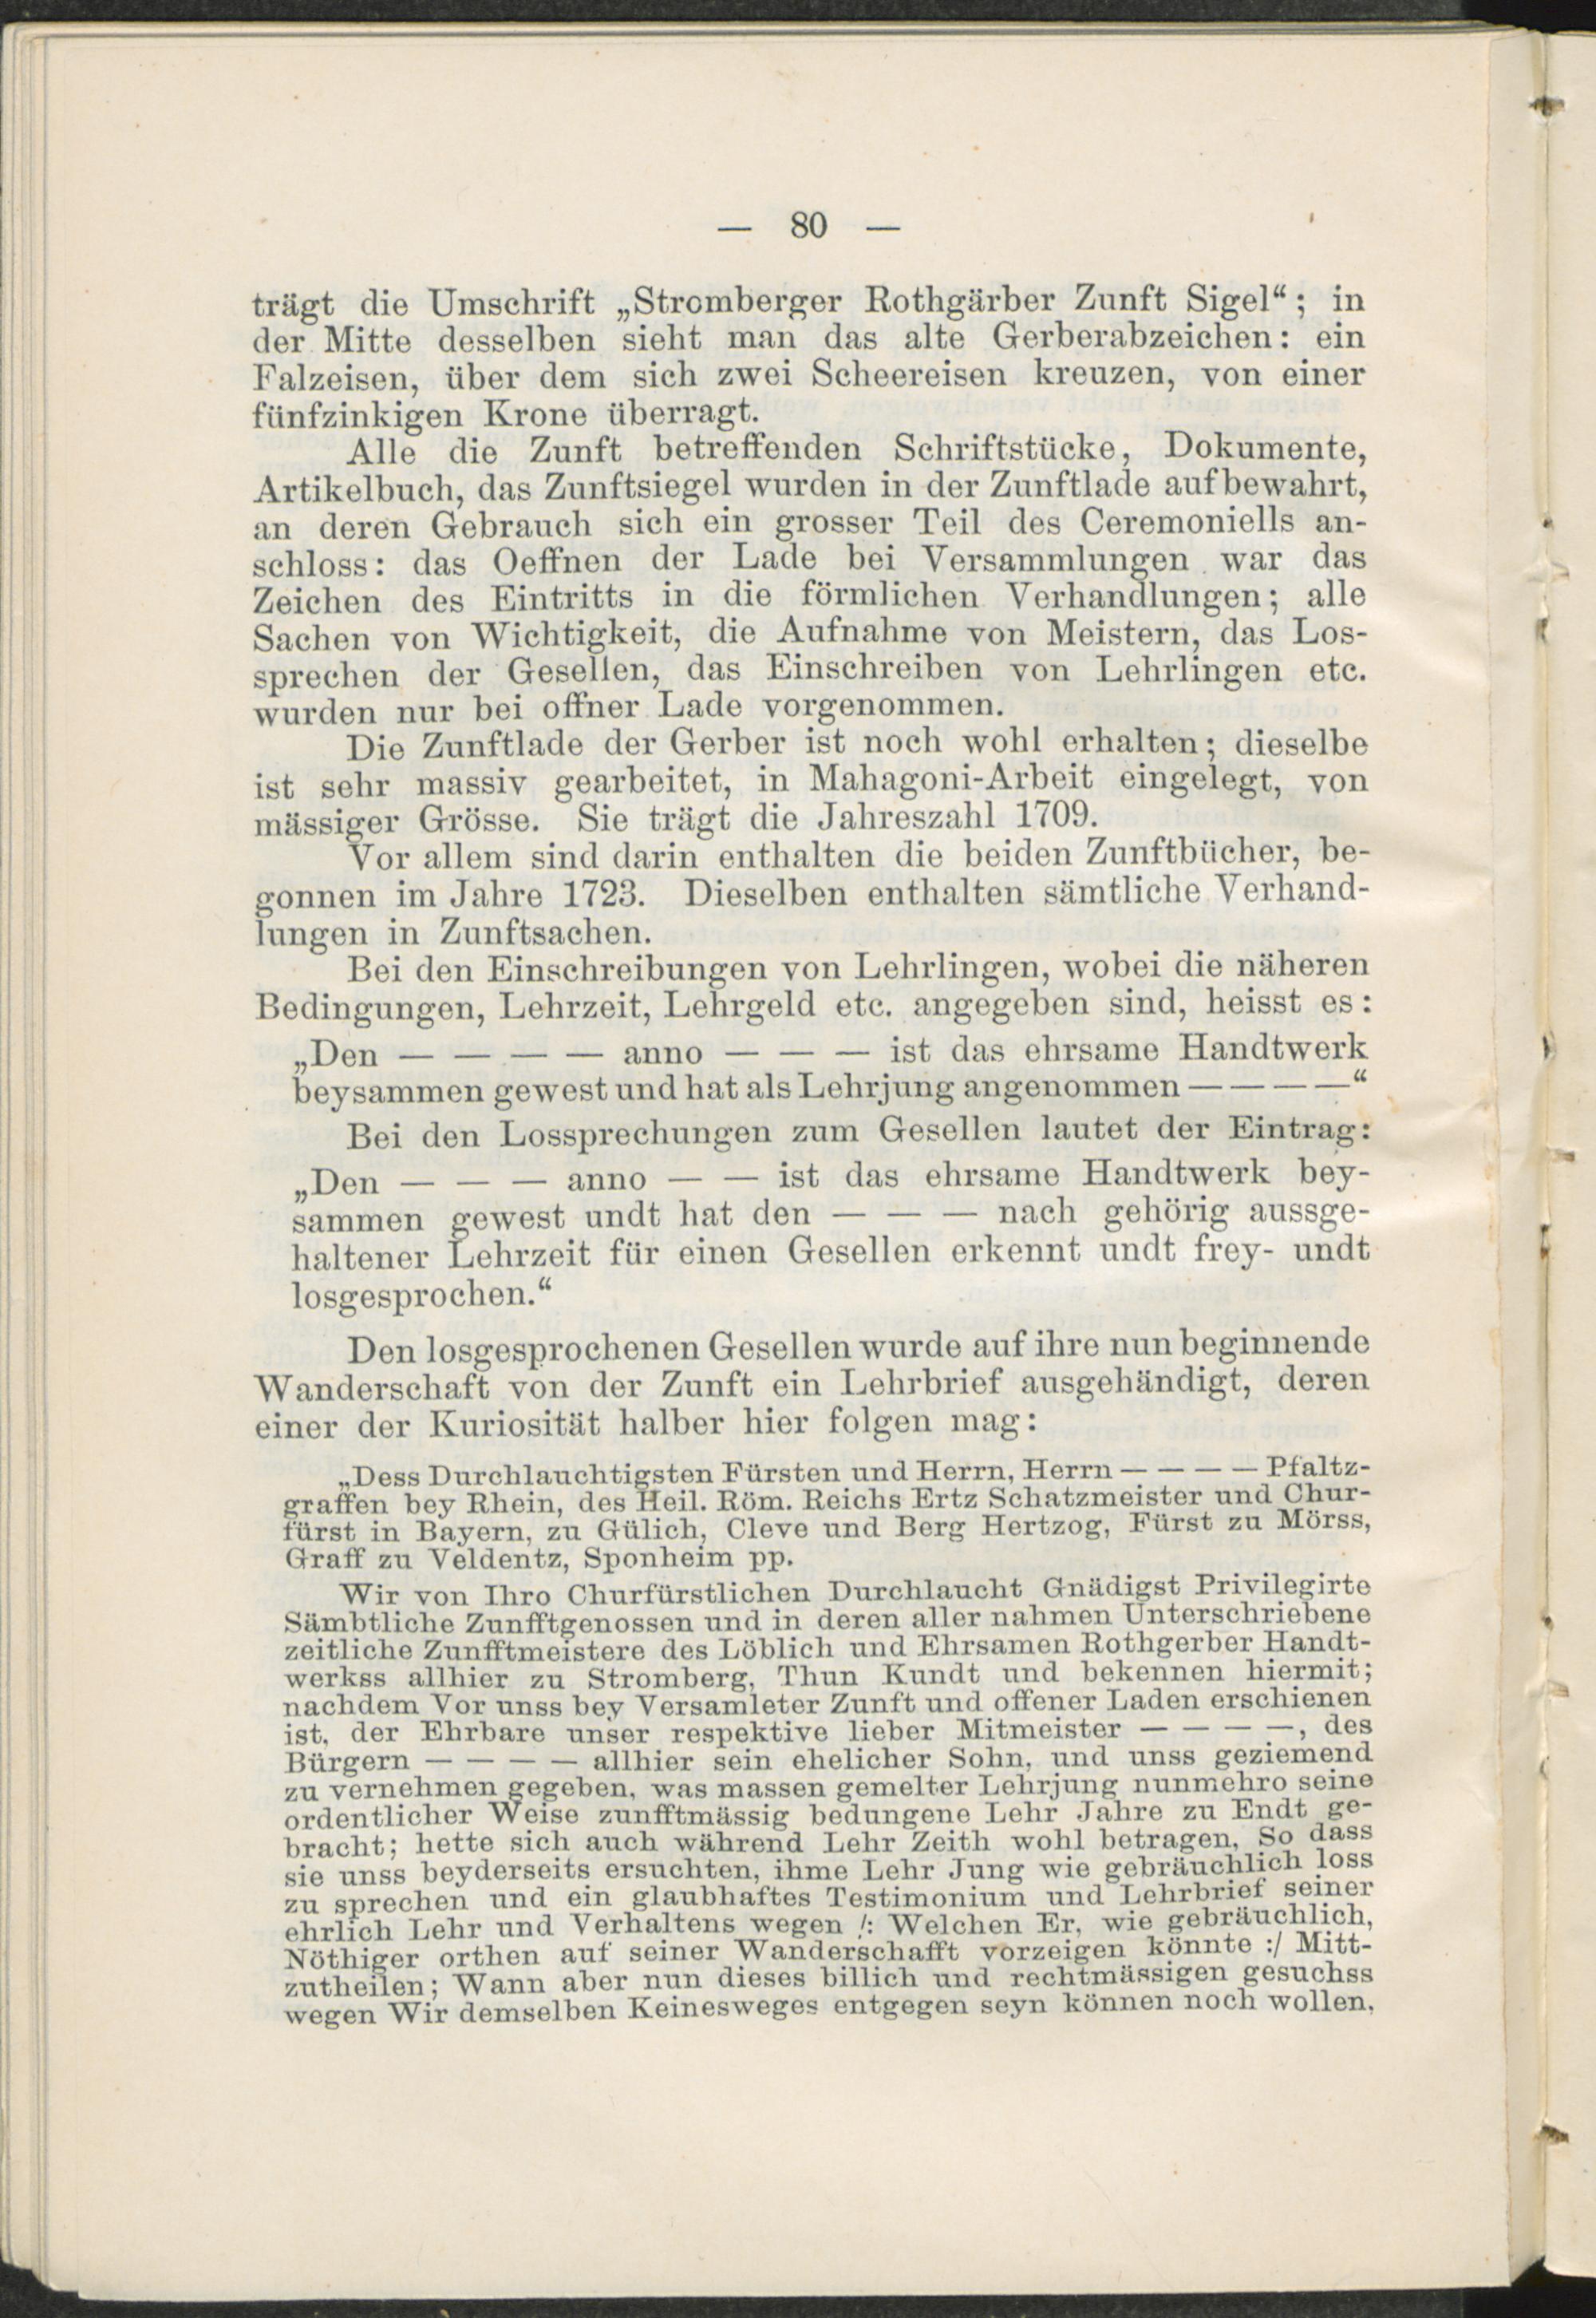 — 80 —
trägt die Umschrift „Stromberger Rothgärber Zunft Sigel“; in
der Mitte desselben sieht man das alte Gerberabzeichen: ein
Falzeisen, über dem sich zwei Scheereisen kreuzen, von einer
fünfzinkigen Krone überragt.
Alle die Zunft betreffenden Schriftstücke, Dokumente,
Artikelbuch, das Zunftsiegel wurden in der Zunftlade aufbewahrt,
an deren Gebrauch sich ein grosser Teil des Ceremoniells an-
schloss: das Oeffnen der Lade bei Versammlungen war das
Zeichen des Eintritts in die förmlichen Verhandlungen; alle
Sachen von Wichtigkeit, die Aufnahme von Meistern, das Los-
sprechen der Gesellen, das Einschreiben von Lehrlingen etc.
wurden nur bei offner Lade vorgenommen.
Die Zunftlade der Gerber ist noch wohl erhalten; dieselbe
ist sehr massiv gearbeitet, in Mahagoni-Arbeit eingelegt, von
mässiger Grösse. Sie trägt die Jahreszahl 1709.
Vor allem sind darin enthalten die beiden Zunftbücher, be-
gonnen im Jahre 1723. Dieselben enthalten sämtliche Verhand-
lungen in Zunftsachen.
Bei den Einschreibungen von Lehrlingen, wobei die näheren
Bedingungen, Lehrzeit, Lehrgeld etc. angegeben sind, heisst es:
„Den — — — — anno — — — ist das ehrsame Handtwerk
beysammen gewest und hat als Lehrjung angenommen — — — —“
Bei den Lossprechungen zum Gesellen lautet der Eintrag:
„Den — — — anno — — ist das ehrsame Handtwerk bey-
sammen gewest undt hat den — — — nach gehörig aussge-
haltener Lehrzeit für einen Gesellen erkennt undt frey- undt
losgesprochen.“
Den losgesprochenen Gesellen wurde auf ihre nun beginnende
Wanderschaft von der Zunft ein Lehrbrief ausgehändigt, deren
einer der Kuriosität halber hier folgen mag:
„Dess Durchlauchtigsten Fürsten und Herrn, Herrn — — — — Pfaltz-
graffen bey Rhein, des Heil. Röm. Reichs Ertz Schatzmeister und Chur-
fürst in Bayern, zu Gülich, Cleve und Berg Hertzog, Fürst zu Mörss,
Graff zu Veldentz, Sponheim pp.
Wir von Ihro Churfürstlichen Durchlaucht Gnädigst Privilegirte
Sämbtliche Zunfftgenossen und in deren aller nahmen Unterschriebene
zeitliche Zunfftmeistere des Löblich und Ehrsamen Rothgerber Handt-
werkss allhier zu Stromberg, Thun Kundt und bekennen hiermit;
nachdem Vor unss bey Versamleter Zunft und offener Laden erschienen
ist, der Ehrbare unser respektive lieber Mitmeister — — — —, des
Bürgern — — — — allhier sein ehelicher Sohn, und unss geziemend
zu vernehmen gegeben, was massen gemelter Lehrjung nunmehro seine
ordentlicher Weise zunfftmässig bedungene Lehr Jahre zu Endt ge-
bracht; hette sich auch während Lehr Zeith wohl betragen, So dass
sie unss beyderseits ersuchten, ihme Lehr Jung wie gebräuchlich loss
zu sprechen und ein glaubhaftes Testimonium und Lehrbrief seiner
ehrlich Lehr und Verhaltens wegen /: Welchen Er, wie gebräuchlich,
Nöthiger orthen auf seiner Wanderschafft vorzeigen könnte :/ Mitt-
zutheilen; Wann aber nun dieses billich und rechtmässigen gesuchss
wegen Wir demselben Keinesweges entgegen seyn können noch wollen,